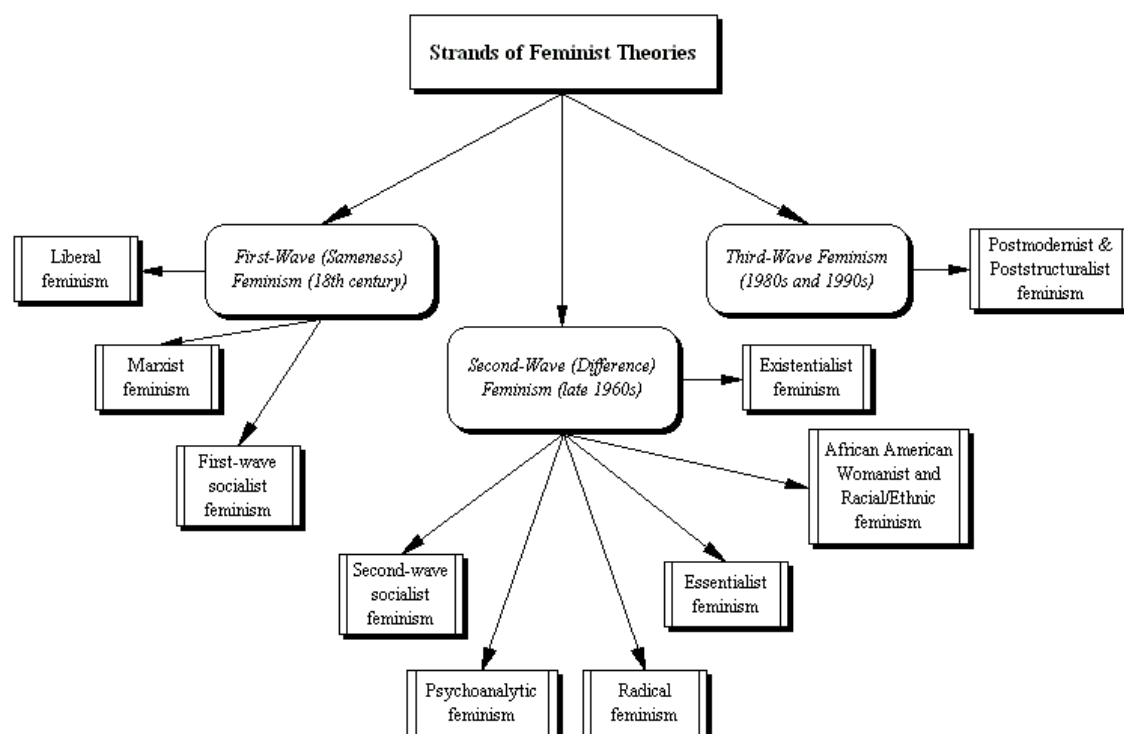 Strands of Feminist Theories
First-Wave (Sameness)
Feminism (18th century)
Liberal
feminism
Marxist
feminism
First-wave
socialist
feminism
Second-Wave (Difference)
Feminism (late 1960s)
Existentialist
feminism
African American
Womanist and
Racial/Ethnic
feminism
Essentialist
feminism
Radical
feminism
Psychoanalytic
feminism
Second-wave
socialist
feminism
Third-Wave Feminism
(1980s and 1990s)
Postmodernist &
Poststructuralist
feminism